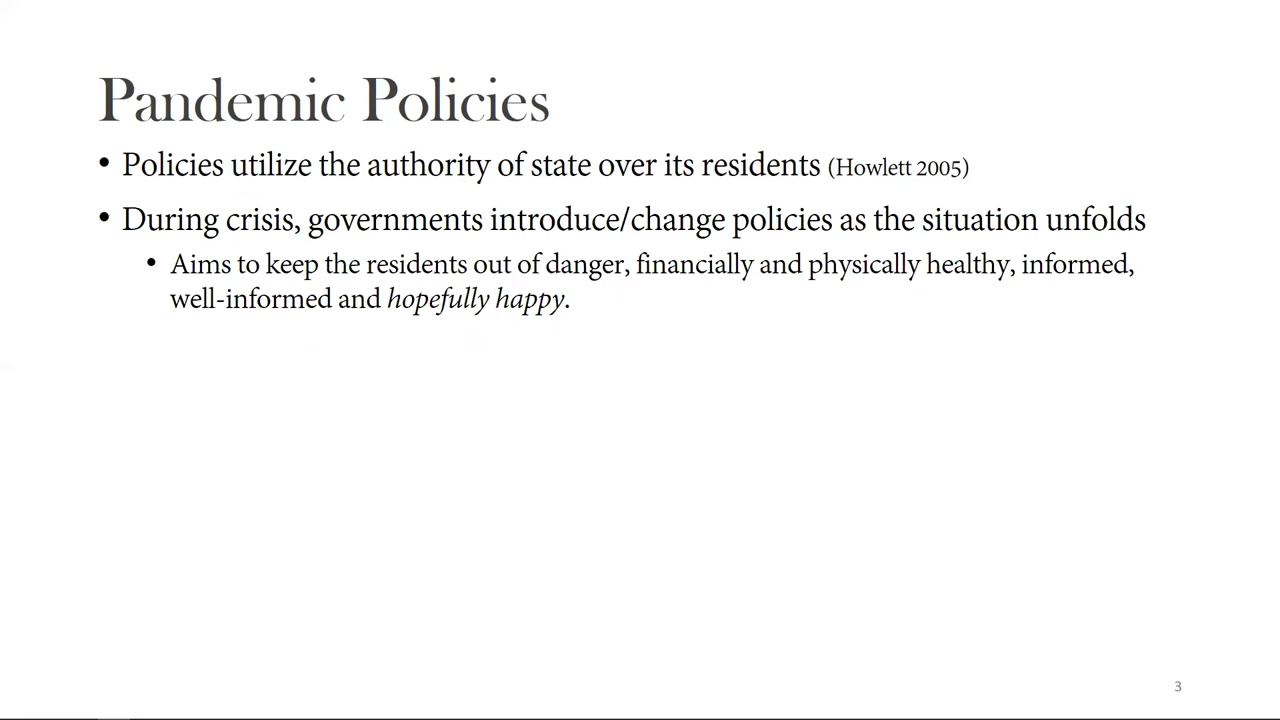 Pandemic Policies
• Policies utilize the authority of state over its residents (Howlett 2005)
• During crisis, governments introduce/change policies as the situation unfolds
• Aims to keep the residents out of danger, financially and physically healthy, informed,
well-informed and hopefully happy.
3